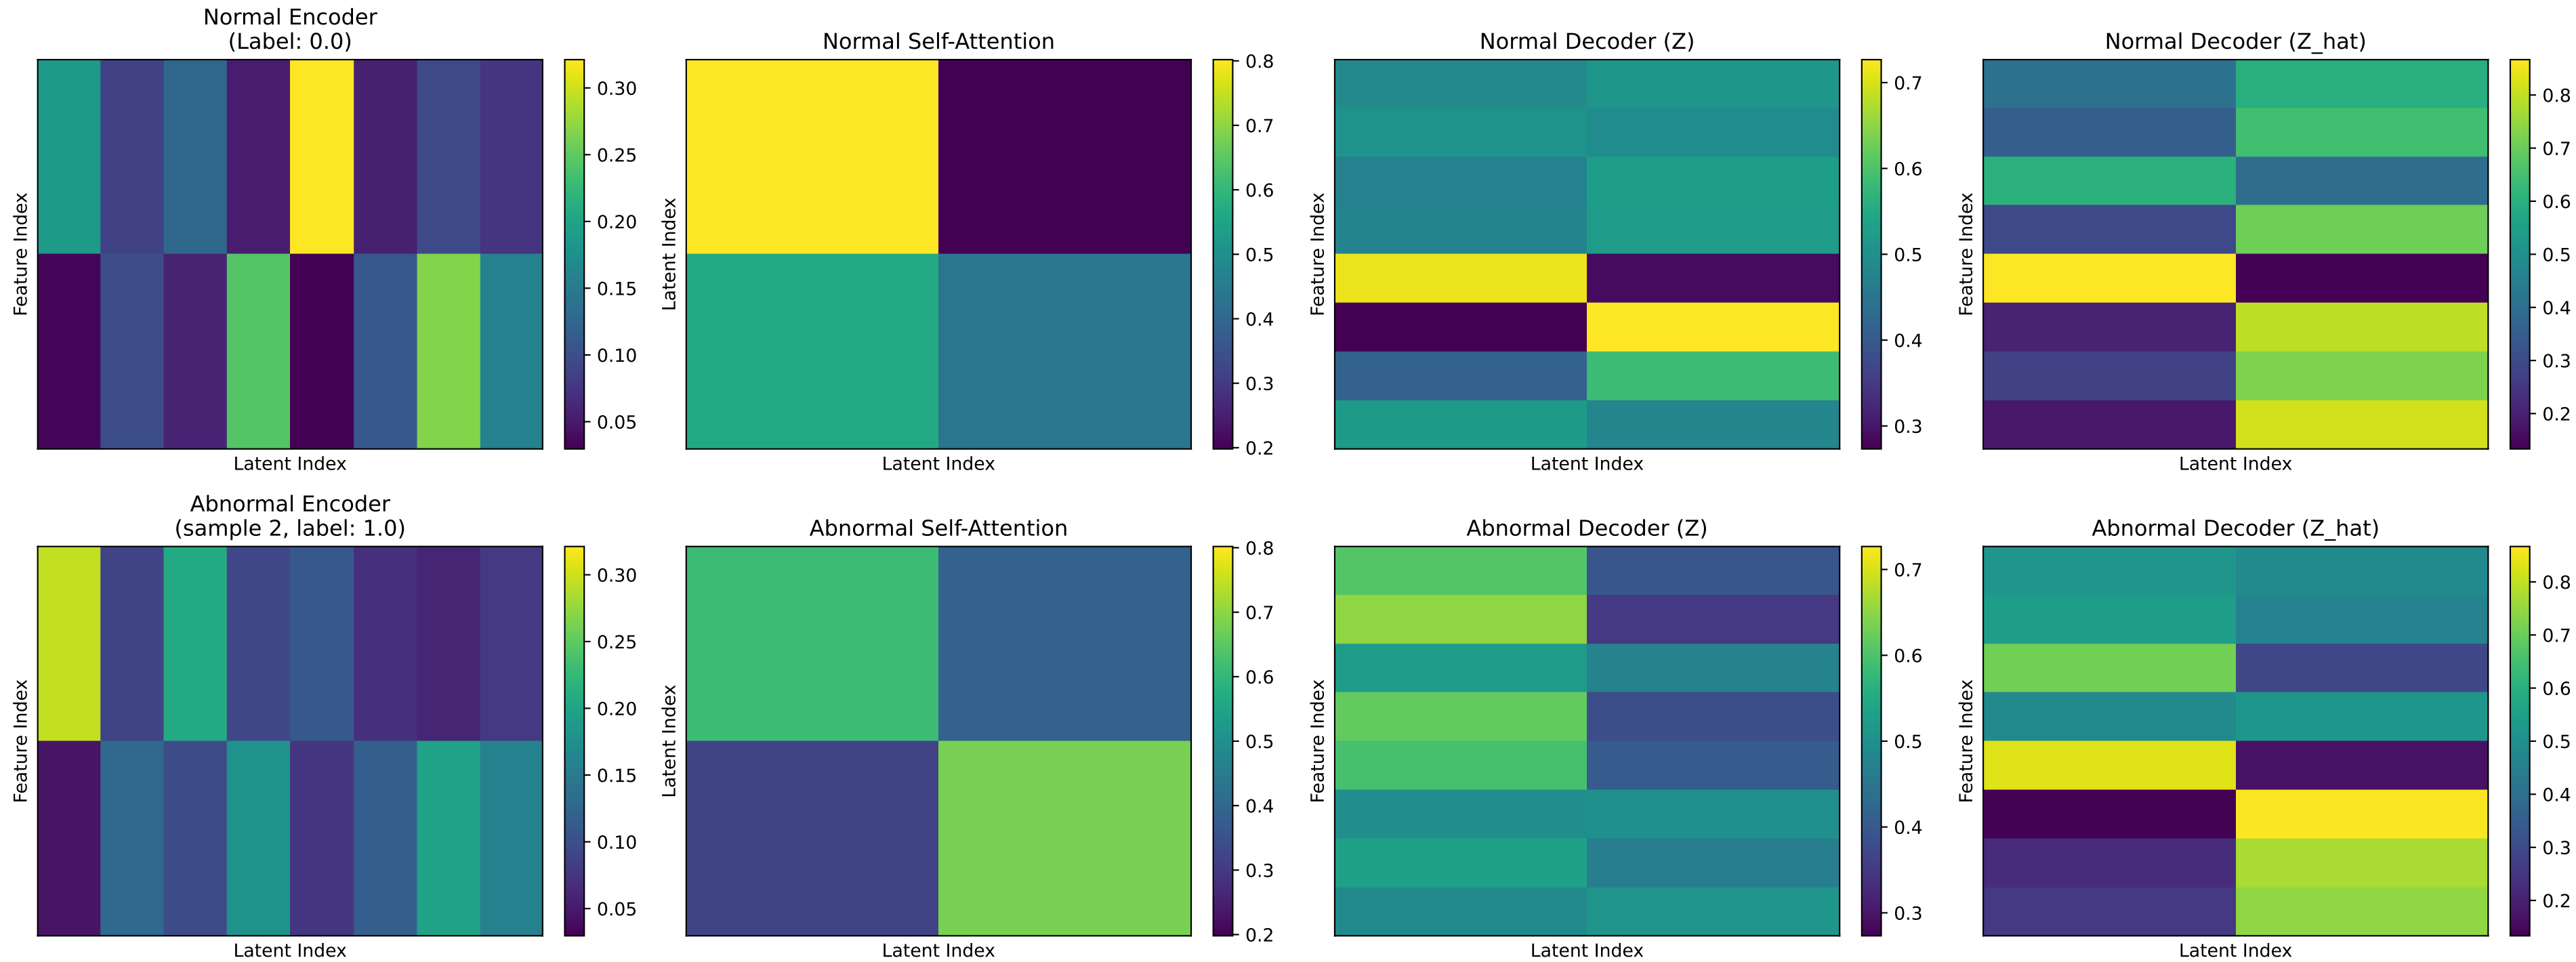 Normal Encoder
(Label: 0.0)
Feature Index
Latent Index
0.30
0.25
0.20
0.15
0.10
0.05
Normal Self-Attention
Latent Index
Latent Index
0.8
0.7
0.6
0.5
0.4
0.3
0.2
Normal Decoder (Z)
Feature Index
Latent Index
0.7
0.6
0.5
0.4
0.3
Normal Decoder (Z_hat)
Feature Index
Latent Index
0.8
0.7
0.6
0.5
0.4
0.3
0.2
Abnormal Encoder
(sample 2, label: 1.0)
Feature Index
Latent Index
0.30
0.25
0.20
0.15
0.10
0.05
Abnormal Self-Attention
Latent Index
Latent Index
0.8
0.7
0.6
0.5
0.4
0.3
0.2
Abnormal Decoder (Z)
Feature Index
Latent Index
0.7
0.6
0.5
0.4
0.3
Abnormal Decoder (Z_hat)
Feature Index
Latent Index
0.8
0.7
0.6
0.5
0.4
0.3
0.2